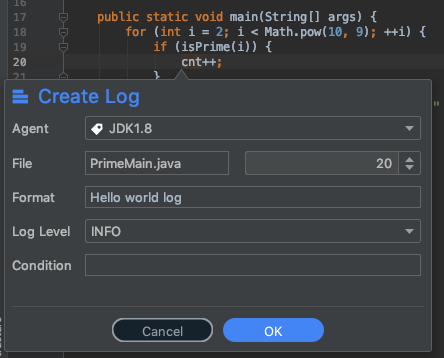 16
17 public static void main(String[] args) {
18 for (int i = 2; i < Math.pow(10, 9); ++i) {
19 if (isPrime(i)) {
20 cnt++;
21 }
"
Create Log
Agent JDK1.8
File PrimeMain.java 20
Format Hello world log
Log Level INFO
Condition
Cancel OK